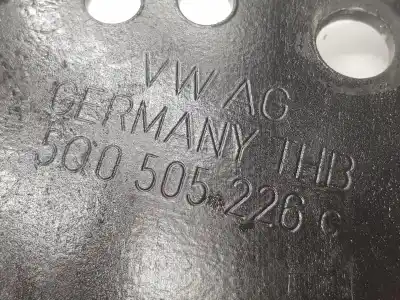 VW AG
GERMANY THB
5Q0 505 226 C